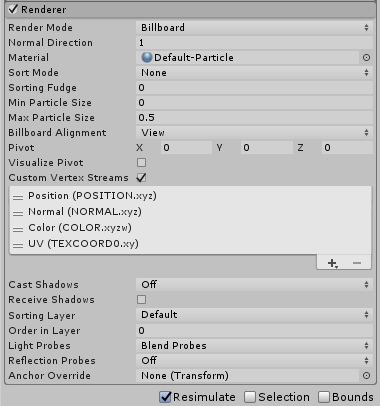 Renderer
Render Mode Billboard
Normal Direction 1
Material Default-Particle
Sort Mode None
Sorting Fudge 0
Min Particle Size 0
Max Particle Size 0.5
Billboard Alignment View
Pivot X 0 Y 0 Z 0
Visualize Pivot
Custom Vertex Streams
Position (POSITION.xyz)
Normal (NORMAL.xyz)
Color (COLOR.xyzw)
UV (TEXCOORD0.xy)
Cast Shadows Off
Receive Shadows
Sorting Layer Default
Order in Layer 0
Light Probes Blend Probes
Reflection Probes Off
Anchor Override None (Transform)
Resimulate Selection Bounds